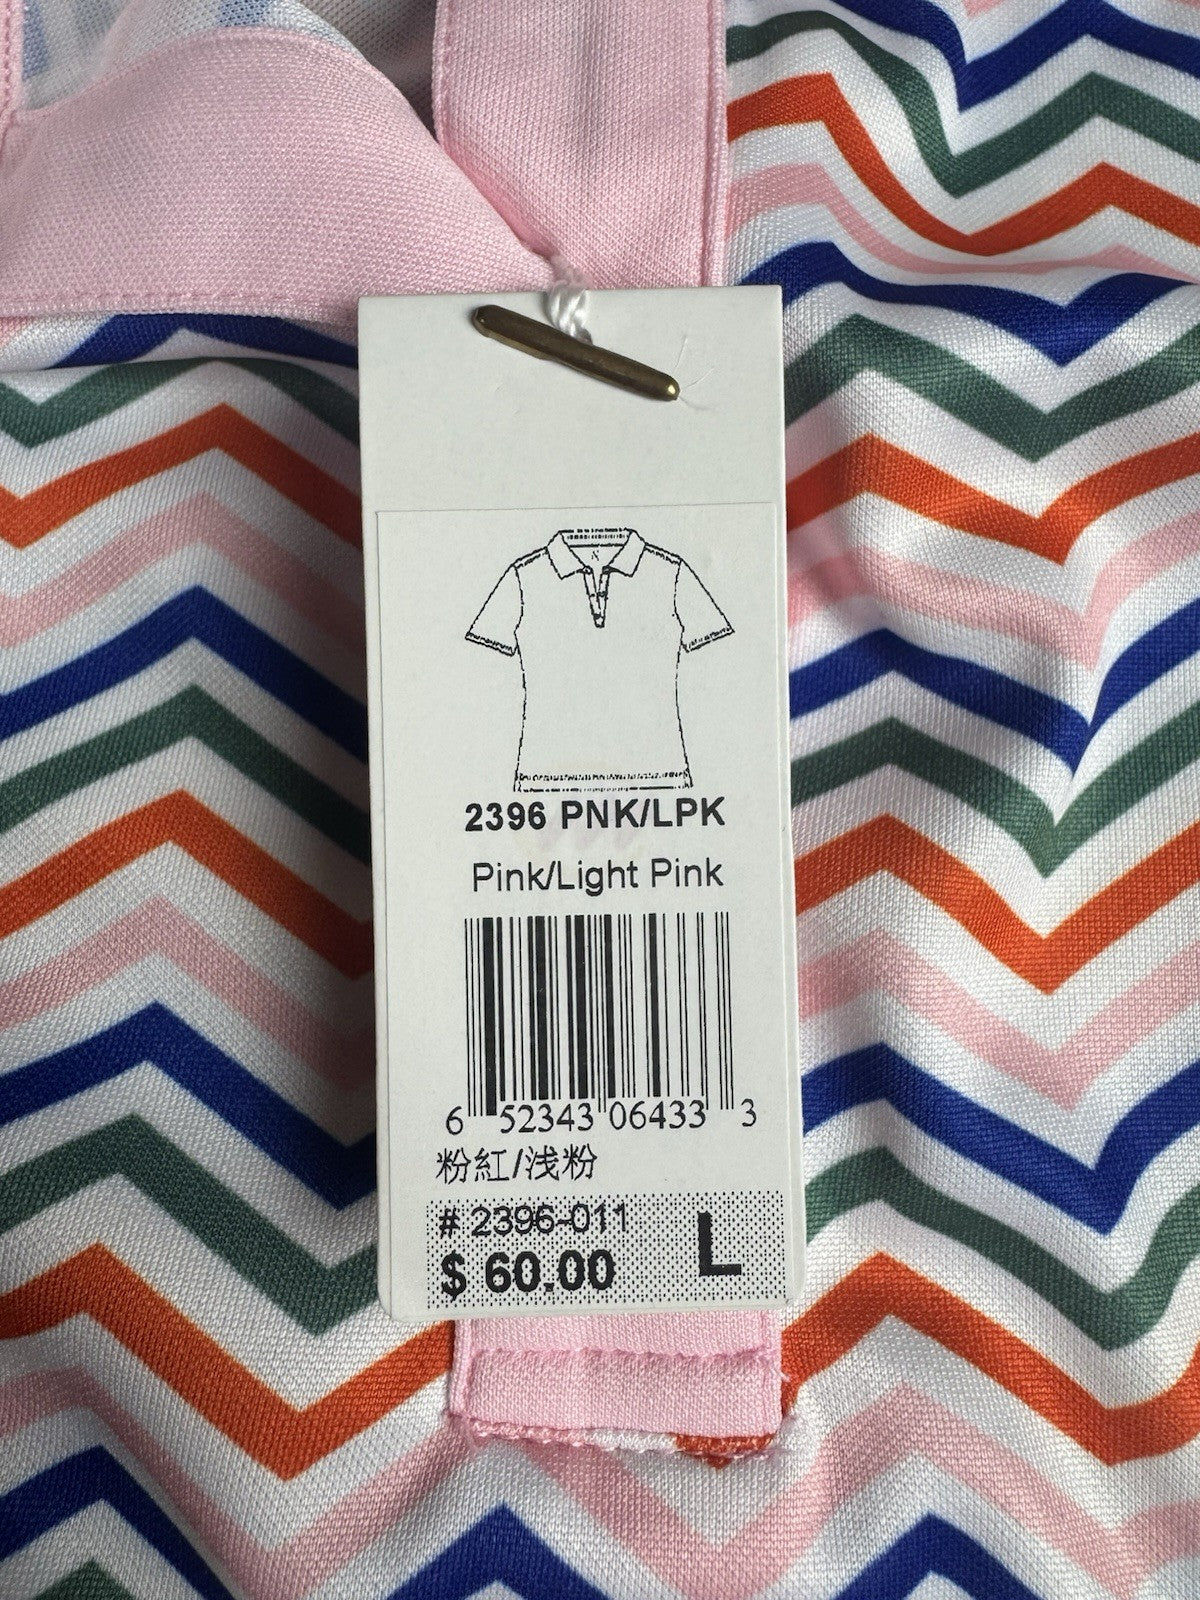 2396 PNK/LPK
Pink/Light Pink
6 52343 06433 3
粉紅/浅粉
# 2396-011
$ 60.00 L